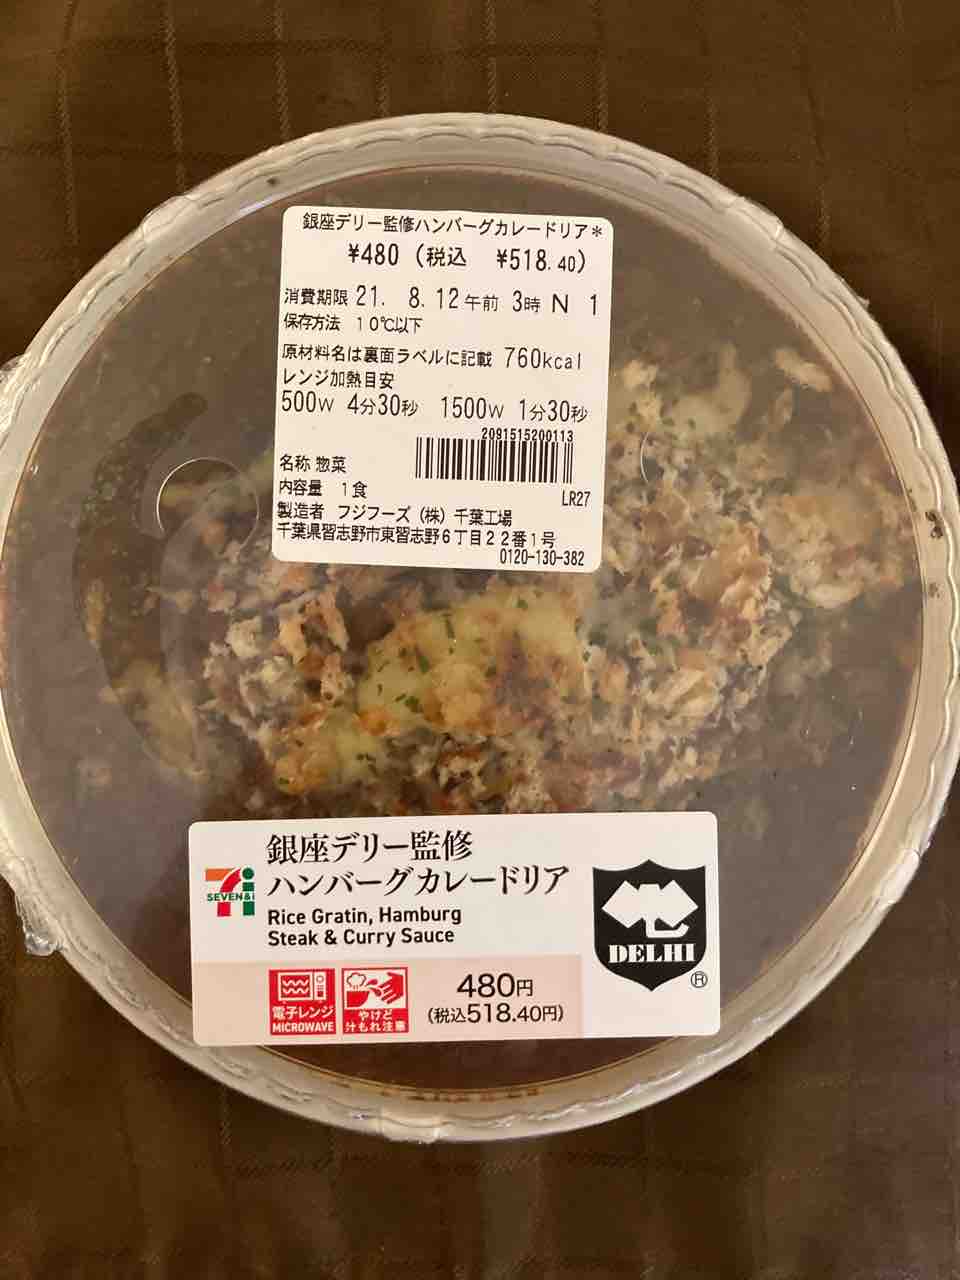 銀座デリー監修ハンバーグカレードリア*
¥480 (税込 ¥518.40)
消費期限 21. 8. 12 午前 3時 N 1
保存方法 10℃以下
原材料名は裏面ラベルに記載 760kcal
レンジ加熱目安
500W 4分30秒 1500W 1分30秒
2091515200113
名称 惣菜
内容量 1食
LR27
製造者 フジフーズ (株) 千葉工場
千葉県習志野市東習志野6丁目22番1号
0120-130-382
銀座デリー監修
ハンバーグカレードリア
SEVEN&i
Rice Gratin, Hamburg
Steak & Curry Sauce
DELHI
®
電子レンジ
MICROWAVE
やけど
汁もれ注意
480円
(税込518.40円)